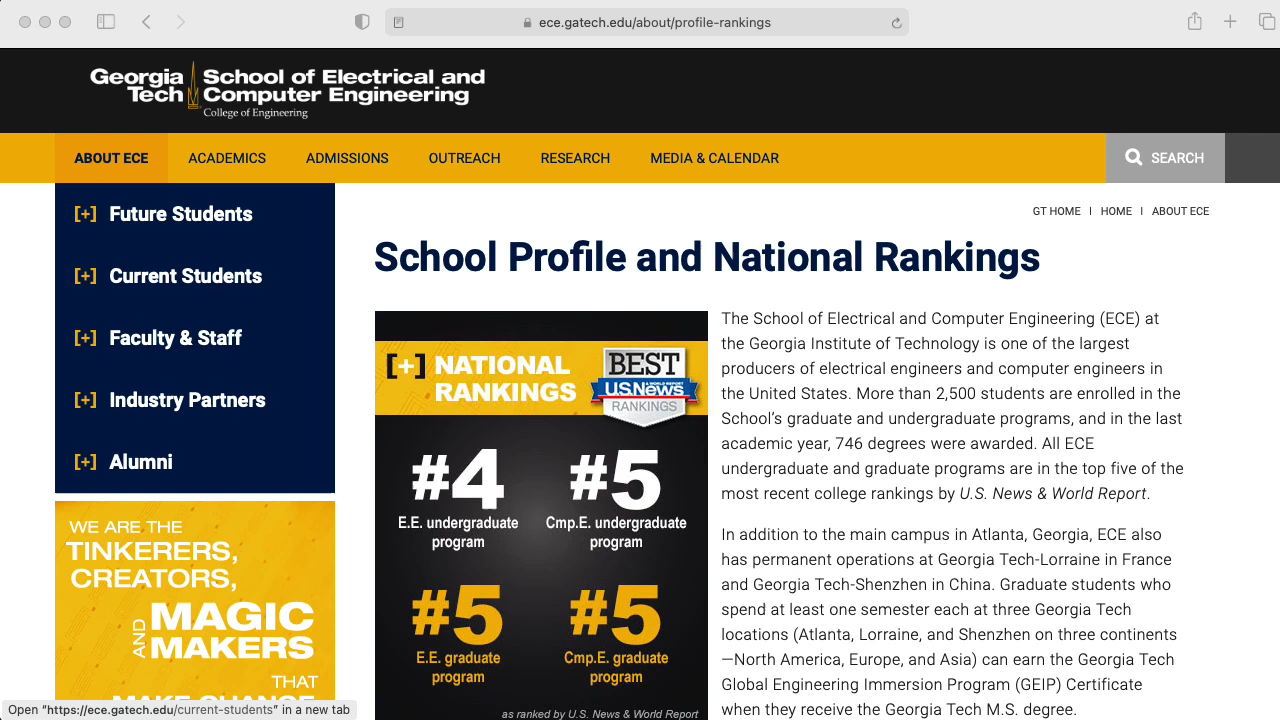 ece.gatech.edu/about/profile-rankings
Georgia Tech
School of Electrical and
Computer Engineering
College of Engineering
ABOUT ECE ACADEMICS ADMISSIONS OUTREACH RESEARCH MEDIA & CALENDAR SEARCH
[+] Future Students
[+] Current Students
[+] Faculty & Staff
[+] Industry Partners
[+] Alumni
GT HOME | HOME | ABOUT ECE
School Profile and National Rankings
[+] NATIONAL
RANKINGS
BEST
U.S.News
& WORLD REPORT
RANKINGS
#4 #5
E.E. undergraduate Cmp.E. undergraduate
program program
#5 #5
E.E. graduate Cmp.E. graduate
program program
as ranked by U.S. News & World Report
The School of Electrical and Computer Engineering (ECE) at
the Georgia Institute of Technology is one of the largest
producers of electrical engineers and computer engineers in
the United States. More than 2,500 students are enrolled in the
School’s graduate and undergraduate programs, and in the last
academic year, 746 degrees were awarded. All ECE
undergraduate and graduate programs are in the top five of the
most recent college rankings by U.S. News & World Report.
In addition to the main campus in Atlanta, Georgia, ECE also
has permanent operations at Georgia Tech-Lorraine in France
and Georgia Tech-Shenzhen in China. Graduate students who
spend at least one semester each at three Georgia Tech
locations (Atlanta, Lorraine, and Shenzhen on three continents
—North America, Europe, and Asia) can earn the Georgia Tech
Global Engineering Immersion Program (GEIP) Certificate
when they receive the Georgia Tech M.S. degree.
WE ARE THE
TINKERERS,
CREATORS,
AND MAGIC
MAKERS
THAT
MAKE CHANGE
Open “https://ece.gatech.edu/current-students” in a new tab